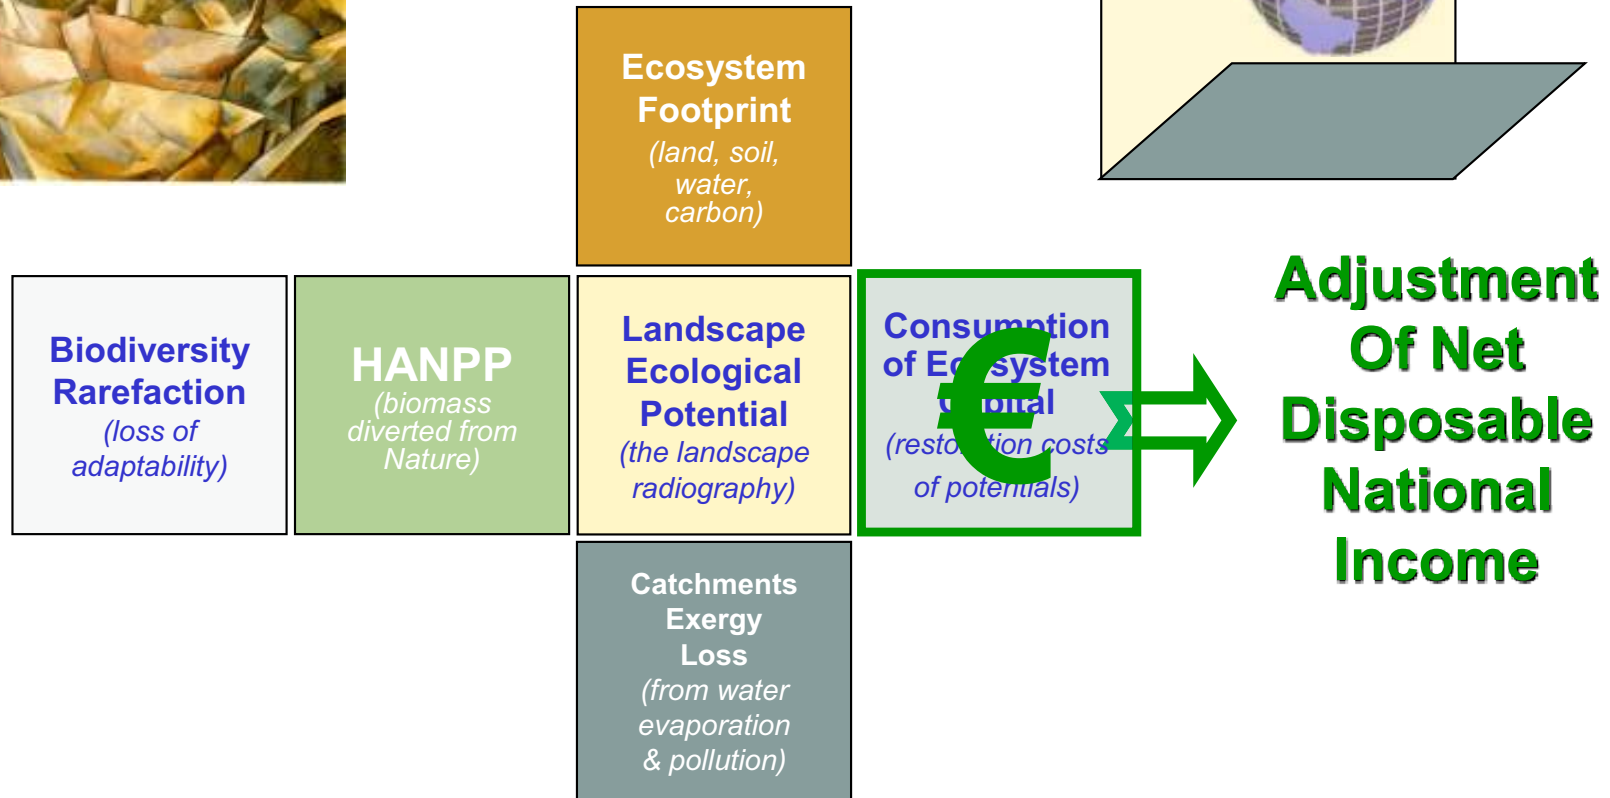 Ecosystem
Footprint
(land, soil,
water,
carbon)
Biodiversity
Rarefaction
(loss of
adaptability)
HANPP
(biomass
diverted from
Nature)
Landscape
Ecological
Potential
(the landscape
radiography)
Consumption
of Ecosystem
Capital
(restoration costs
of potentials)
€
Adjustment
Of Net
Disposable
National
Income
Catchments
Exergy
Loss
(from water
evaporation
& pollution)